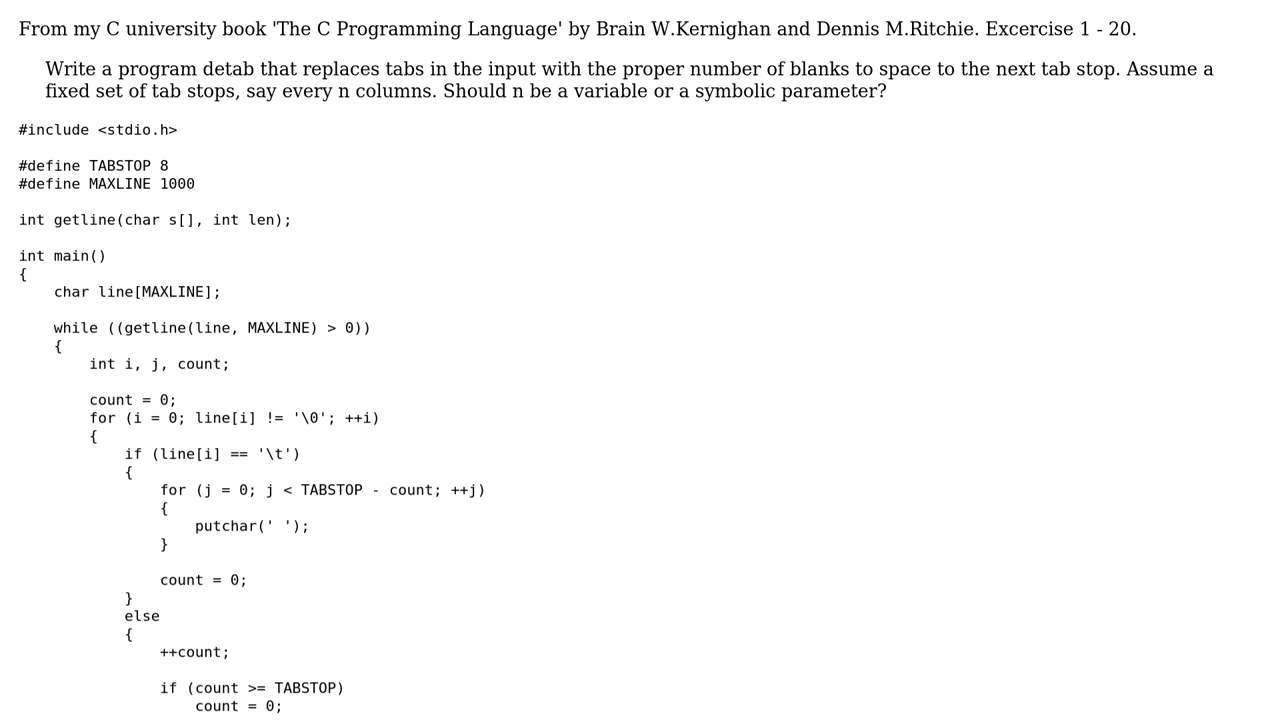 From my C university book 'The C Programming Language' by Brain W.Kernighan and Dennis M.Ritchie. Excercise 1 - 20.
Write a program detab that replaces tabs in the input with the proper number of blanks to space to the next tab stop. Assume a
fixed set of tab stops, say every n columns. Should n be a variable or a symbolic parameter?
#include <stdio.h>
#define TABSTOP 8
#define MAXLINE 1000
int getline(char s[], int len);
int main()
{
    char line[MAXLINE];
    while ((getline(line, MAXLINE) > 0))
    {
        int i, j, count;
        count = 0;
        for (i = 0; line[i] != '\0'; ++i)
        {
            if (line[i] == '\t')
            {
                for (j = 0; j < TABSTOP - count; ++j)
                {
                    putchar(' ');
                }
                count = 0;
            }
            else
            {
                ++count;
                if (count >= TABSTOP)
                    count = 0;